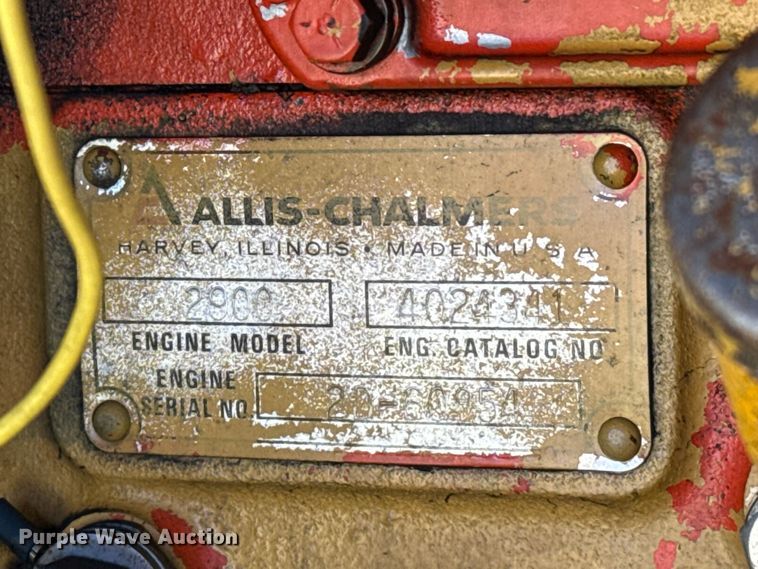 ALLIS-CHALMERS
HARVEY, ILLINOIS • MADE IN U S A
2900 4024341
ENGINE MODEL ENG. CATALOG NO
ENGINE
SERIAL NO.
Purple Wave Auction